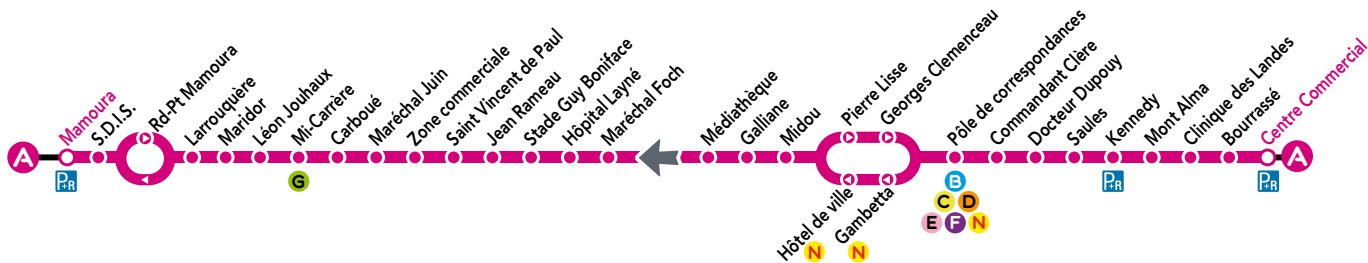 A
Mamoura
P+R
S.D.I.S.
Rd-Pt Mamoura
Larrouquère
Maridor
Léon Jouhaux
Mi-Carrère
G
Carboué
Maréchal Juin
Zone commerciale
Saint Vincent de Paul
Jean Rameau
Stade Guy Boniface
Hôpital Layné
Maréchal Foch
Médiathèque
Galliane
Midou
Pierre Lisse
Georges Clemenceau
Hôtel de ville
N
Gambetta
N
Pôle de correspondances
B
C D
E F N
Commandant Clère
Docteur Dupouy
Saules
Kennedy
P+R
Mont Alma
Clinique des Landes
Bourrassé
Centre Commercial
P+R
A